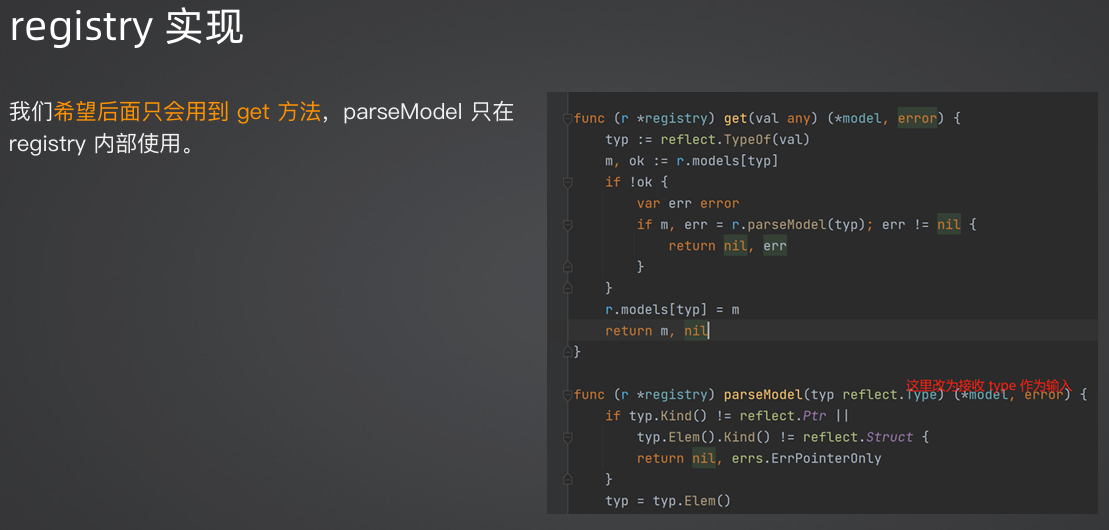 registry 实现
我们希望后面只会用到 get 方法，parseModel 只在
registry 内部使用。
func (r *registry) get(val any) (*model, error) {
typ := reflect.TypeOf(val)
m, ok := r.models[typ]
if !ok {
var err error
if m, err = r.parseModel(typ); err != nil {
return nil, err
}
}
r.models[typ] = m
return m, nil
}
这里改为接收 type 作为输入
func (r *registry) parseModel(typ reflect.Type) (*model, error) {
if typ.Kind() != reflect.Ptr ||
typ.Elem().Kind() != reflect.Struct {
return nil, errs.ErrPointerOnly
}
typ = typ.Elem()